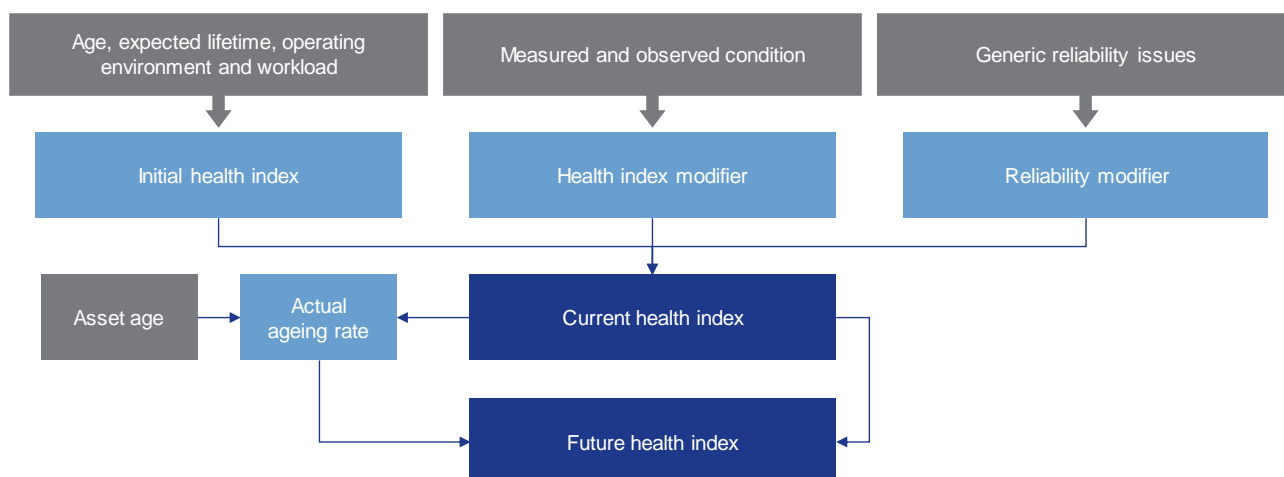 Age, expected lifetime, operating
environment and workload
Measured and observed condition
Generic reliability issues
Initial health index
Health index modifier
Reliability modifier
Asset age
Actual
ageing rate
Current health index
Future health index